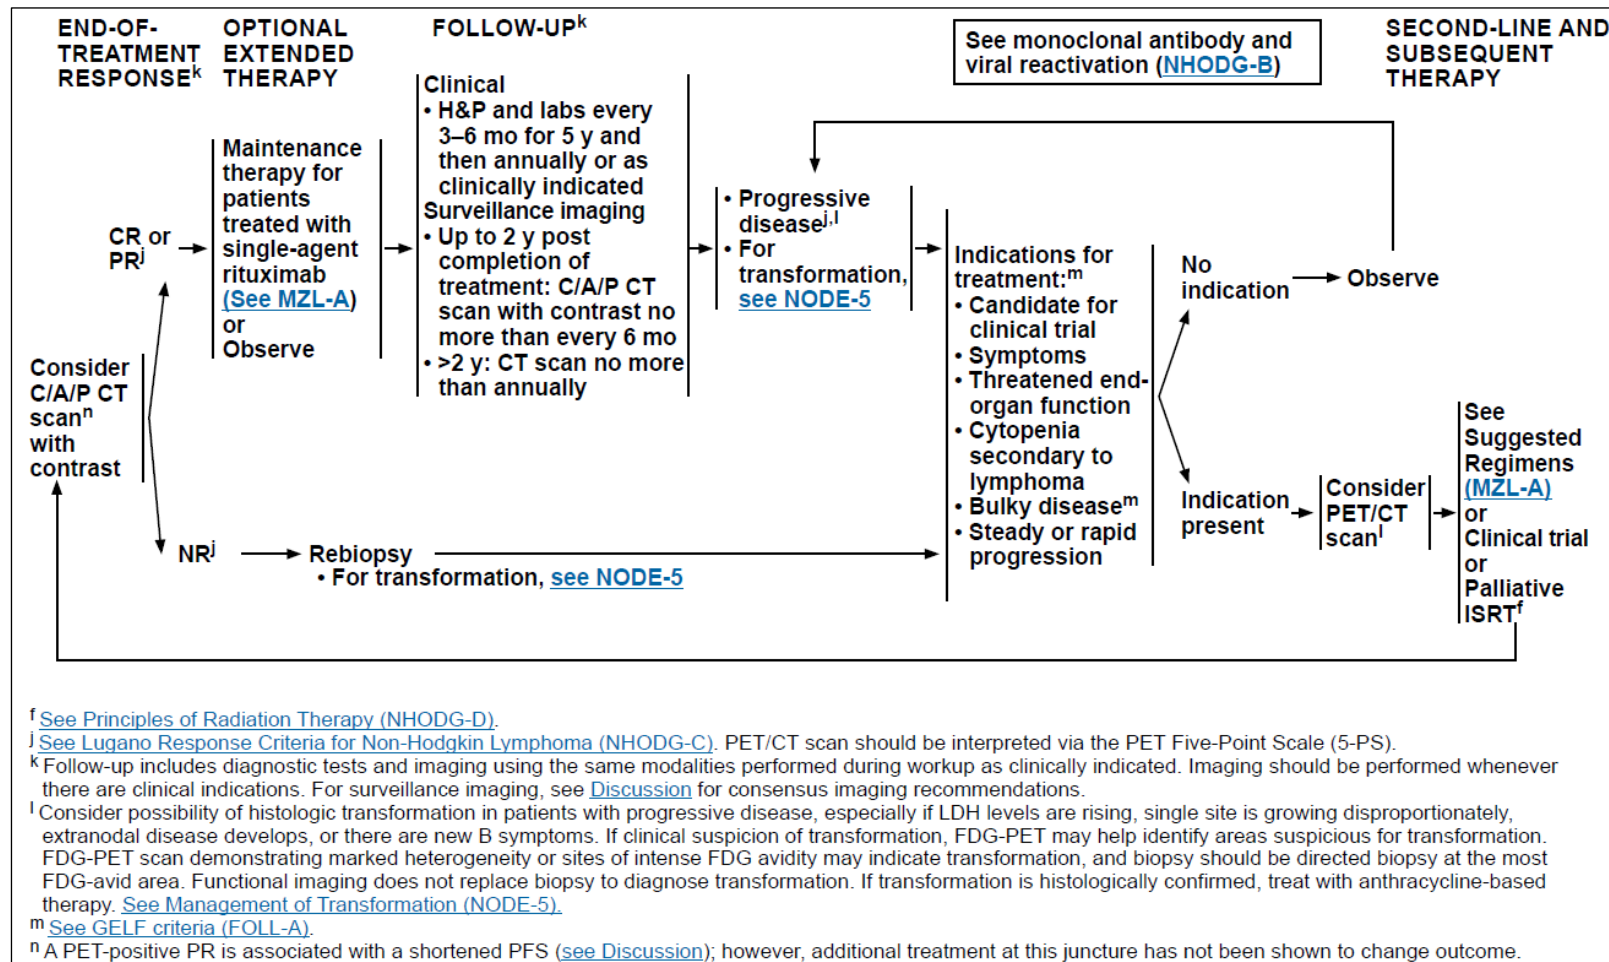 END-OF-
TREATMENT
RESPONSEk
OPTIONAL
EXTENDED
THERAPY
FOLLOW-UPk
See monoclonal antibody and
viral reactivation (NHODG-B)
SECOND-LINE AND
SUBSEQUENT
THERAPY
Consider
C/A/P CT
scann
with
contrast
CR or
PRj
Maintenance
therapy for
patients
treated with
single-agent
rituximab
(See MZL-A)
or
Observe
Clinical
• H&P and labs every
3–6 mo for 5 y and
then annually or as
clinically indicated
Surveillance imaging
• Up to 2 y post
completion of
treatment: C/A/P CT
scan with contrast no
more than every 6 mo
• >2 y: CT scan no more
than annually
• Progressive
diseasej,l
• For
transformation,
see NODE-5
NRj
Rebiopsy
• For transformation, see NODE-5
Indications for
treatment:m
• Candidate for
clinical trial
• Symptoms
• Threatened end-
organ function
• Cytopenia
secondary to
lymphoma
• Bulky diseasem
• Steady or rapid
progression
No
indication
Observe
Indication
present
Consider
PET/CT
scanl
See
Suggested
Regimens
(MZL-A)
or
Clinical trial
or
Palliative
ISRTf
f See Principles of Radiation Therapy (NHODG-D).
j See Lugano Response Criteria for Non-Hodgkin Lymphoma (NHODG-C). PET/CT scan should be interpreted via the PET Five-Point Scale (5-PS).
k Follow-up includes diagnostic tests and imaging using the same modalities performed during workup as clinically indicated. Imaging should be performed whenever
there are clinical indications. For surveillance imaging, see Discussion for consensus imaging recommendations.
l Consider possibility of histologic transformation in patients with progressive disease, especially if LDH levels are rising, single site is growing disproportionately,
extranodal disease develops, or there are new B symptoms. If clinical suspicion of transformation, FDG-PET may help identify areas suspicious for transformation.
FDG-PET scan demonstrating marked heterogeneity or sites of intense FDG avidity may indicate transformation, and biopsy should be directed biopsy at the most
FDG-avid area. Functional imaging does not replace biopsy to diagnose transformation. If transformation is histologically confirmed, treat with anthracycline-based
therapy. See Management of Transformation (NODE-5).
m See GELF criteria (FOLL-A).
n A PET-positive PR is associated with a shortened PFS (see Discussion); however, additional treatment at this juncture has not been shown to change outcome.